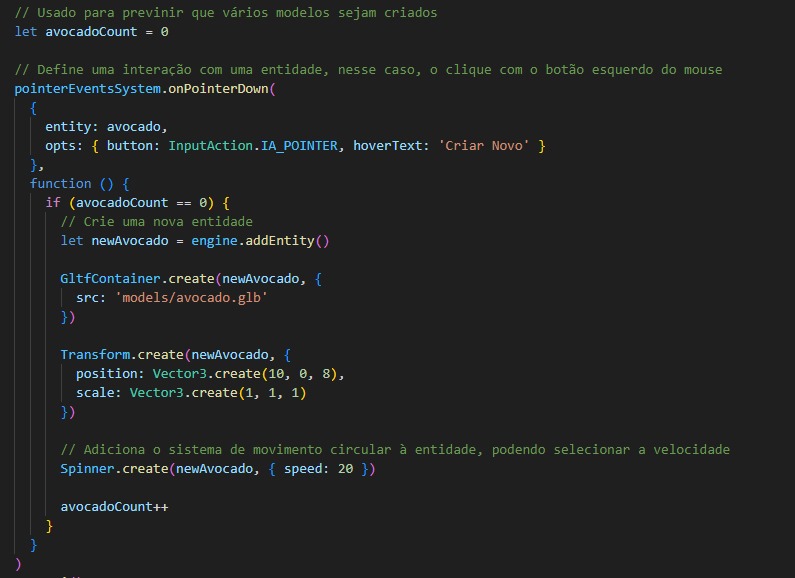 // Usado para previnir que vários modelos sejam criados
let avocadoCount = 0
// Define uma interação com uma entidade, nesse caso, o clique com o botão esquerdo do mouse
pointerEventsSystem.onPointerDown(
{
entity: avocado,
opts: { button: InputAction.IA_POINTER, hoverText: 'Criar Novo' }
},
function () {
if (avocadoCount == 0) {
// Crie uma nova entidade
let newAvocado = engine.addEntity()
GltfContainer.create(newAvocado, {
src: 'models/avocado.glb'
})
Transform.create(newAvocado, {
position: Vector3.create(10, 0, 8),
scale: Vector3.create(1, 1, 1)
})
// Adiciona o sistema de movimento circular à entidade, podendo selecionar a velocidade
Spinner.create(newAvocado, { speed: 20 })
avocadoCount++
}
}
)